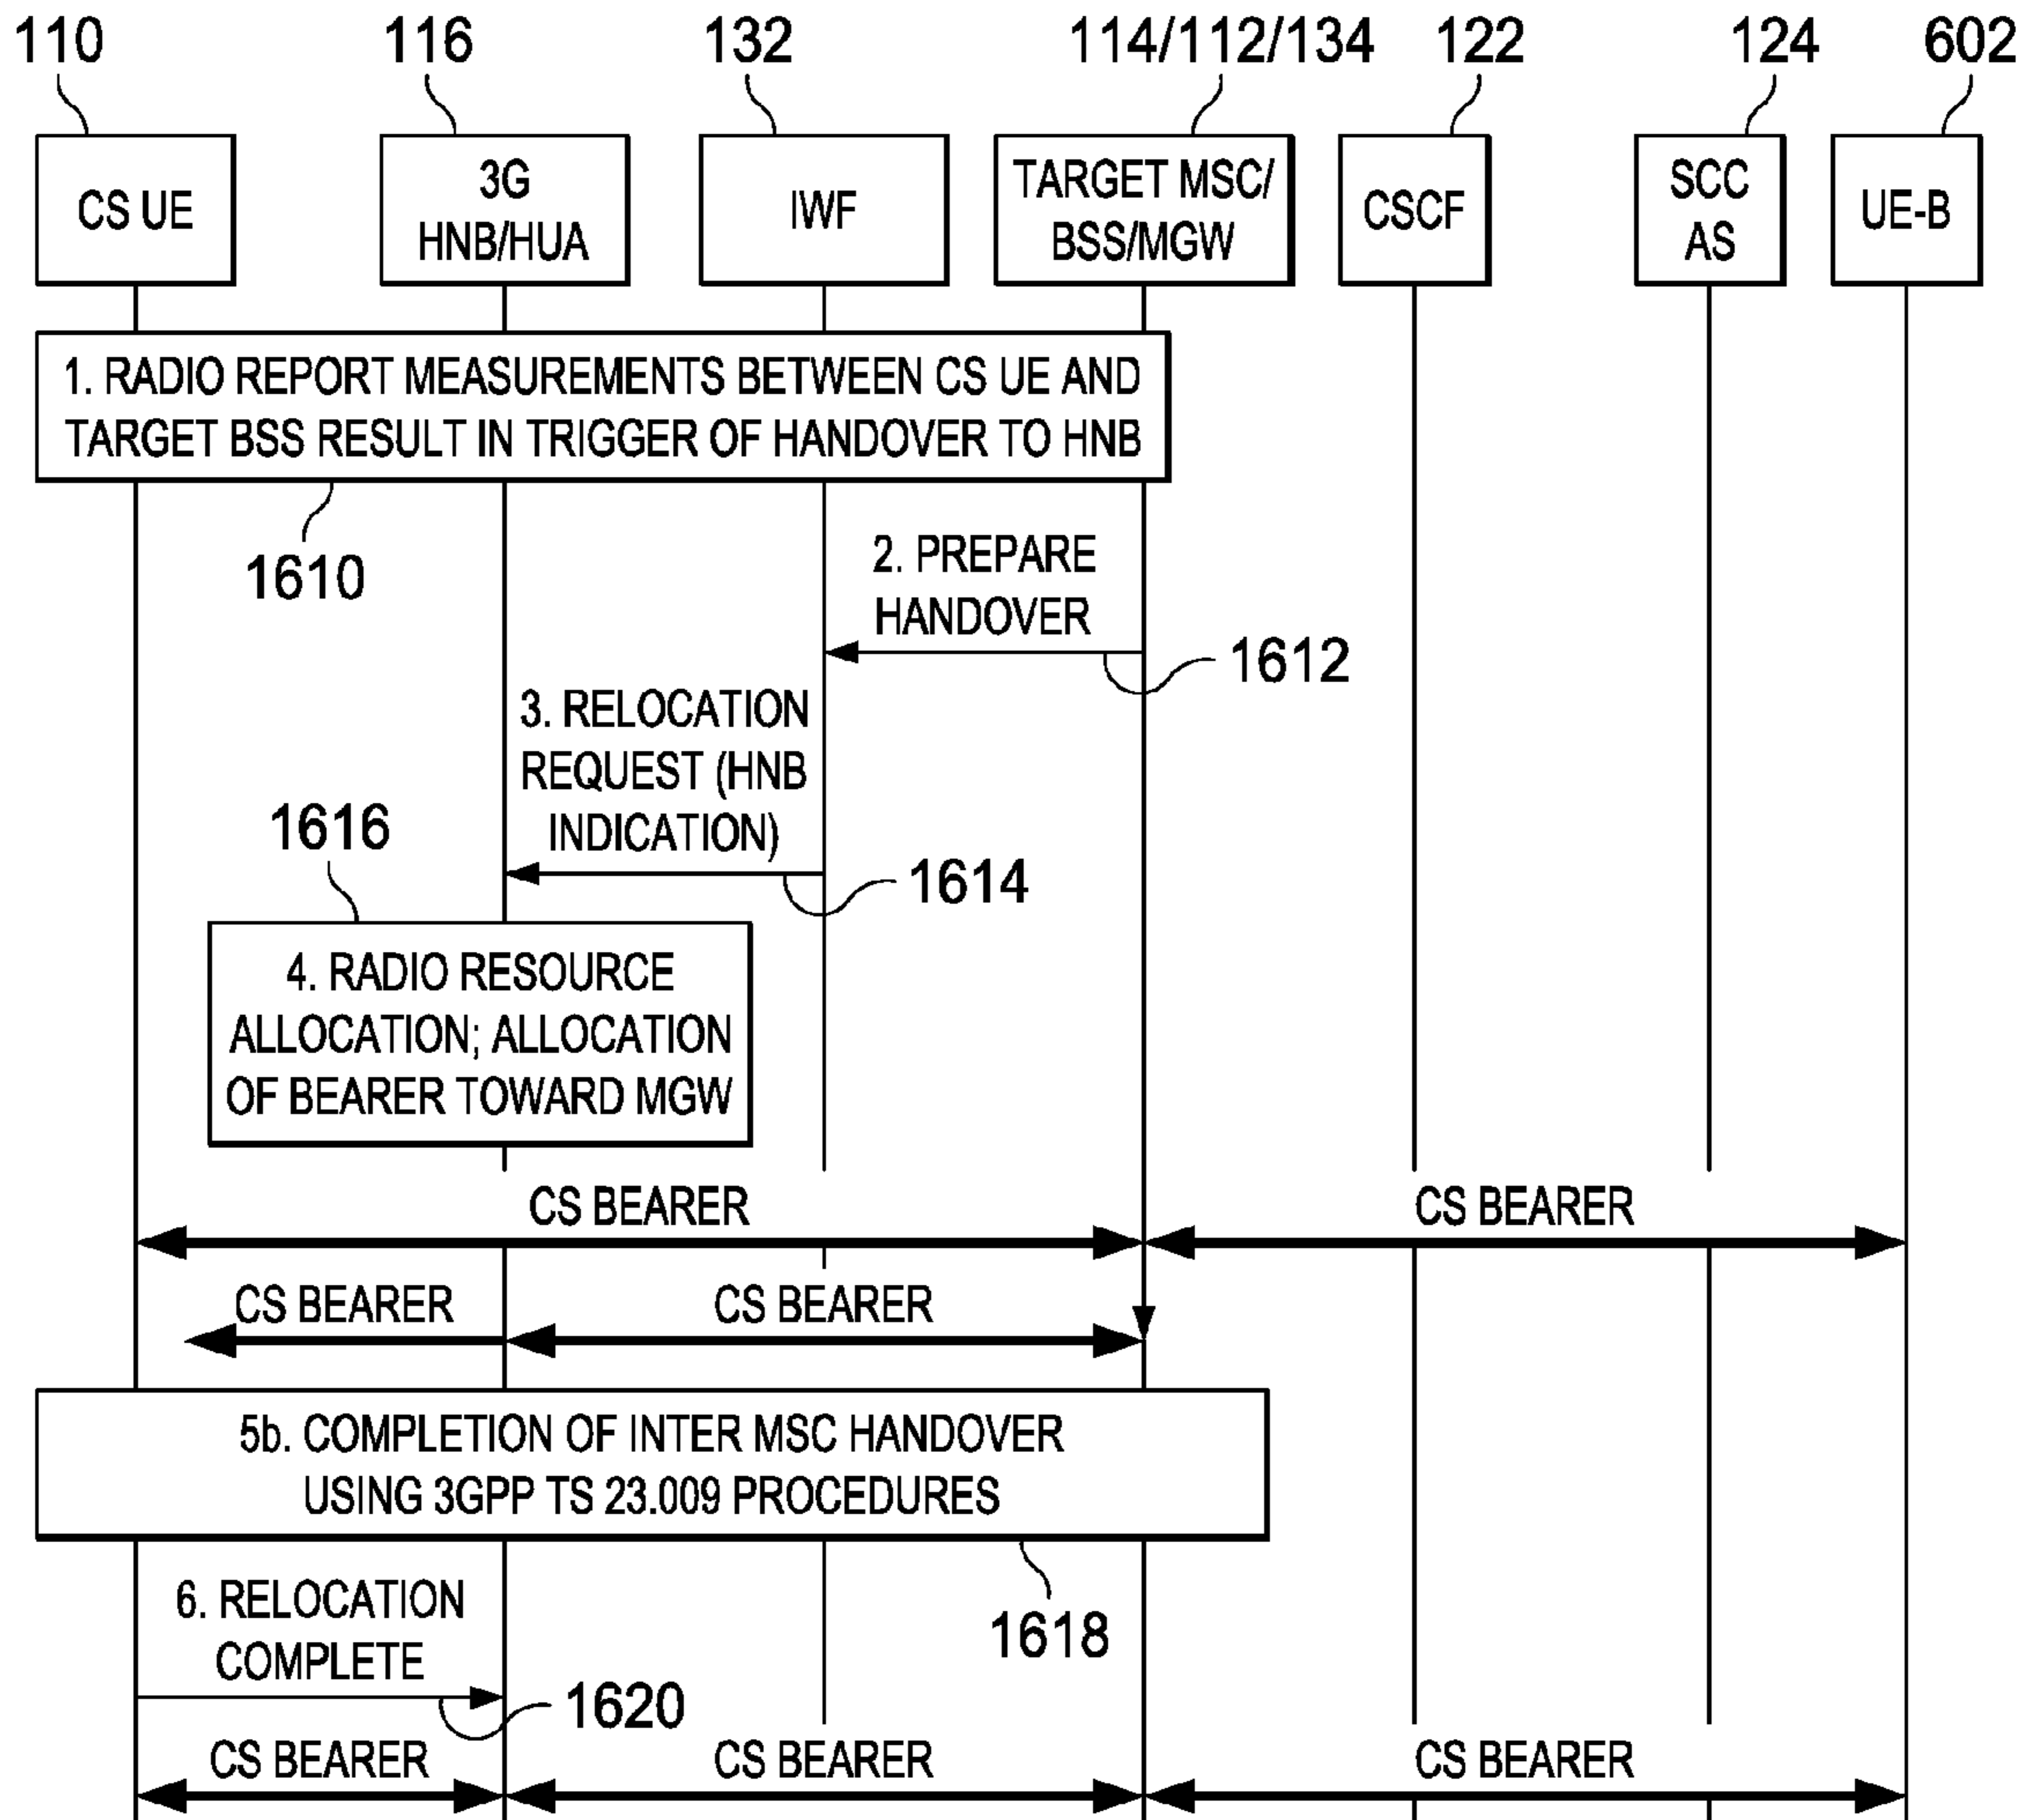 110
116
132
114/112/134
122
124
602
CS UE
3G
HNB/HUA
IWF
TARGET MSC/
BSS/MGW
CSCF
SCC
AS
UE-B
1. RADIO REPORT MEASUREMENTS BETWEEN CS UE AND
TARGET BSS RESULT IN TRIGGER OF HANDOVER TO HNB
1610
2. PREPARE
HANDOVER
1612
3. RELOCATION
REQUEST (HNB
INDICATION)
1614
1616
4. RADIO RESOURCE
ALLOCATION; ALLOCATION
OF BEARER TOWARD MGW
CS BEARER
CS BEARER
CS BEARER
CS BEARER
5b. COMPLETION OF INTER MSC HANDOVER
USING 3GPP TS 23.009 PROCEDURES
1618
6. RELOCATION
COMPLETE
1620
CS BEARER
CS BEARER
CS BEARER